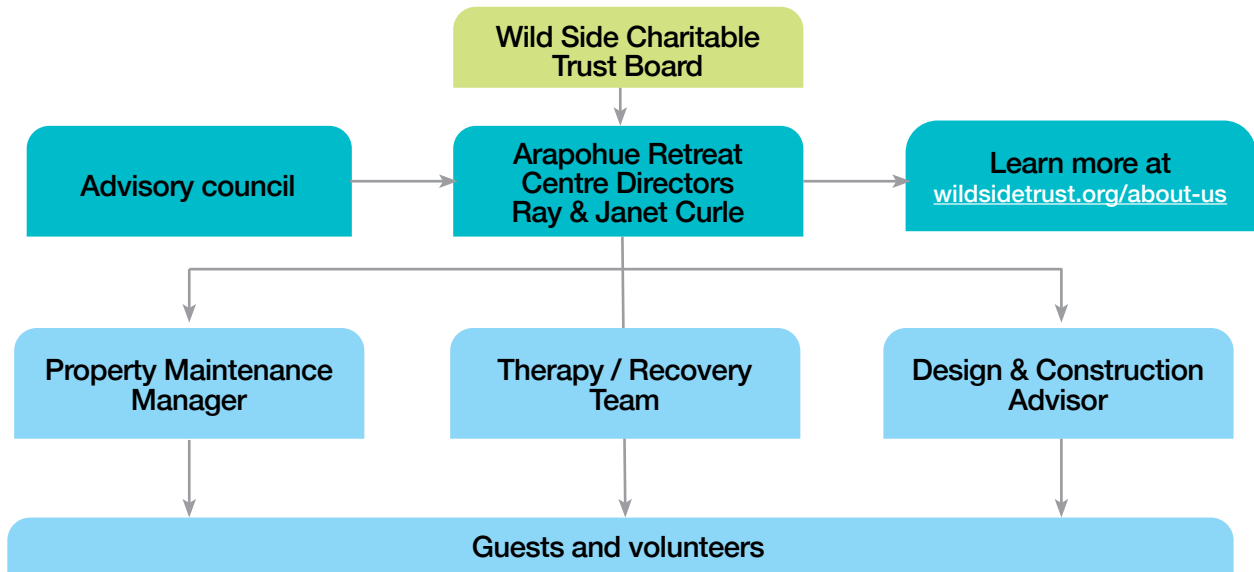 Wild Side Charitable
Trust Board
Advisory council
Arapohue Retreat
Centre Directors
Ray & Janet Curle
Learn more at
wildsidetrust.org/about-us
Property Maintenance
Manager
Therapy / Recovery
Team
Design & Construction
Advisor
Guests and volunteers